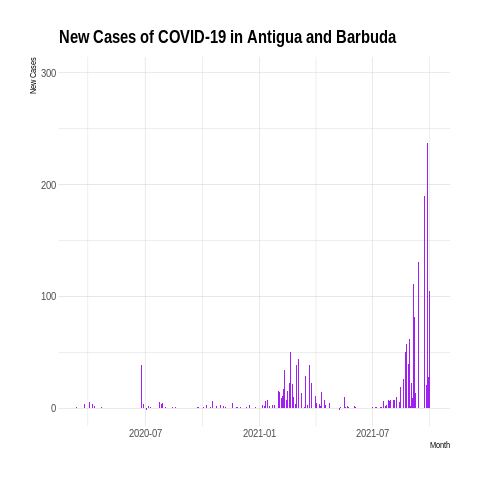 New Cases of COVID-19 in Antigua and Barbuda
New Cases
300
200
100
0
2020-07
2021-01
2021-07
Month